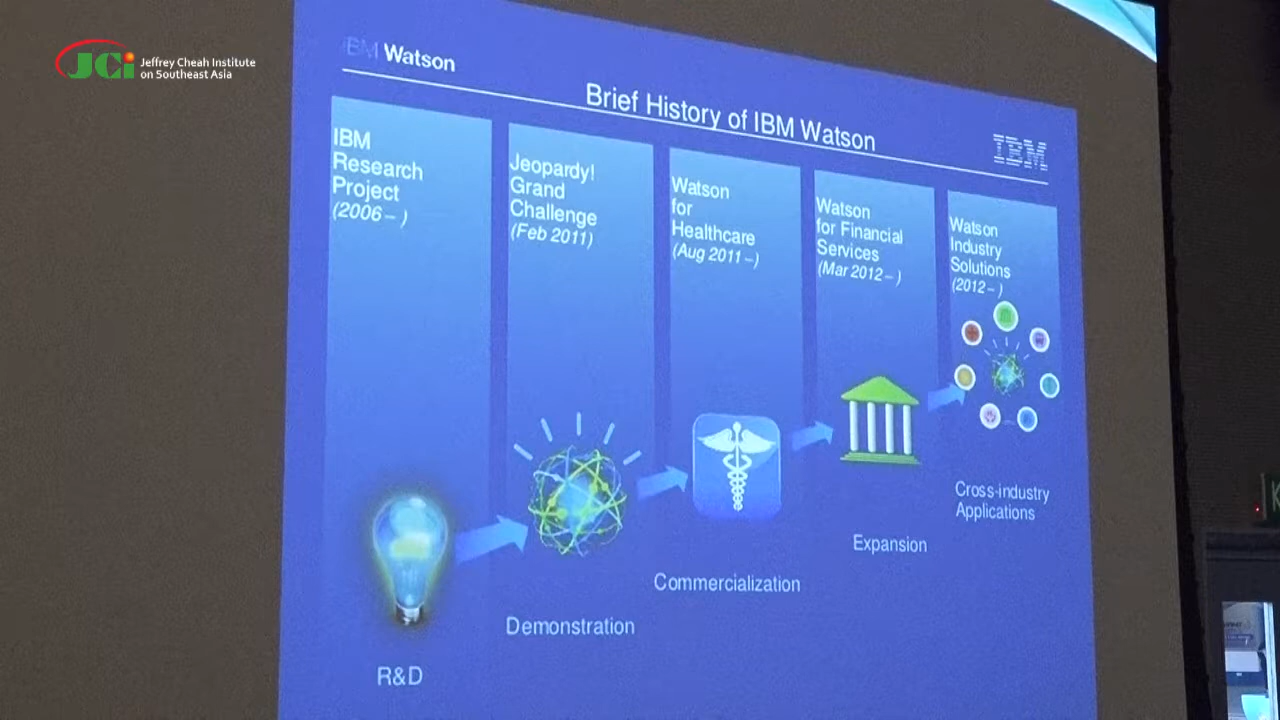 JCi Jeffrey Cheah Institute
on Southeast Asia
IBM Watson
Brief History of IBM Watson
IBM
IBM
Research
Project
(2006 – )
Jeopardy!
Grand
Challenge
(Feb 2011)
Watson
for
Healthcare
(Aug 2011 – )
Watson
for Financial
Services
(Mar 2012 – )
Watson
Industry
Solutions
(2012 – )
R&D
Demonstration
Commercialization
Expansion
Cross-industry
Applications